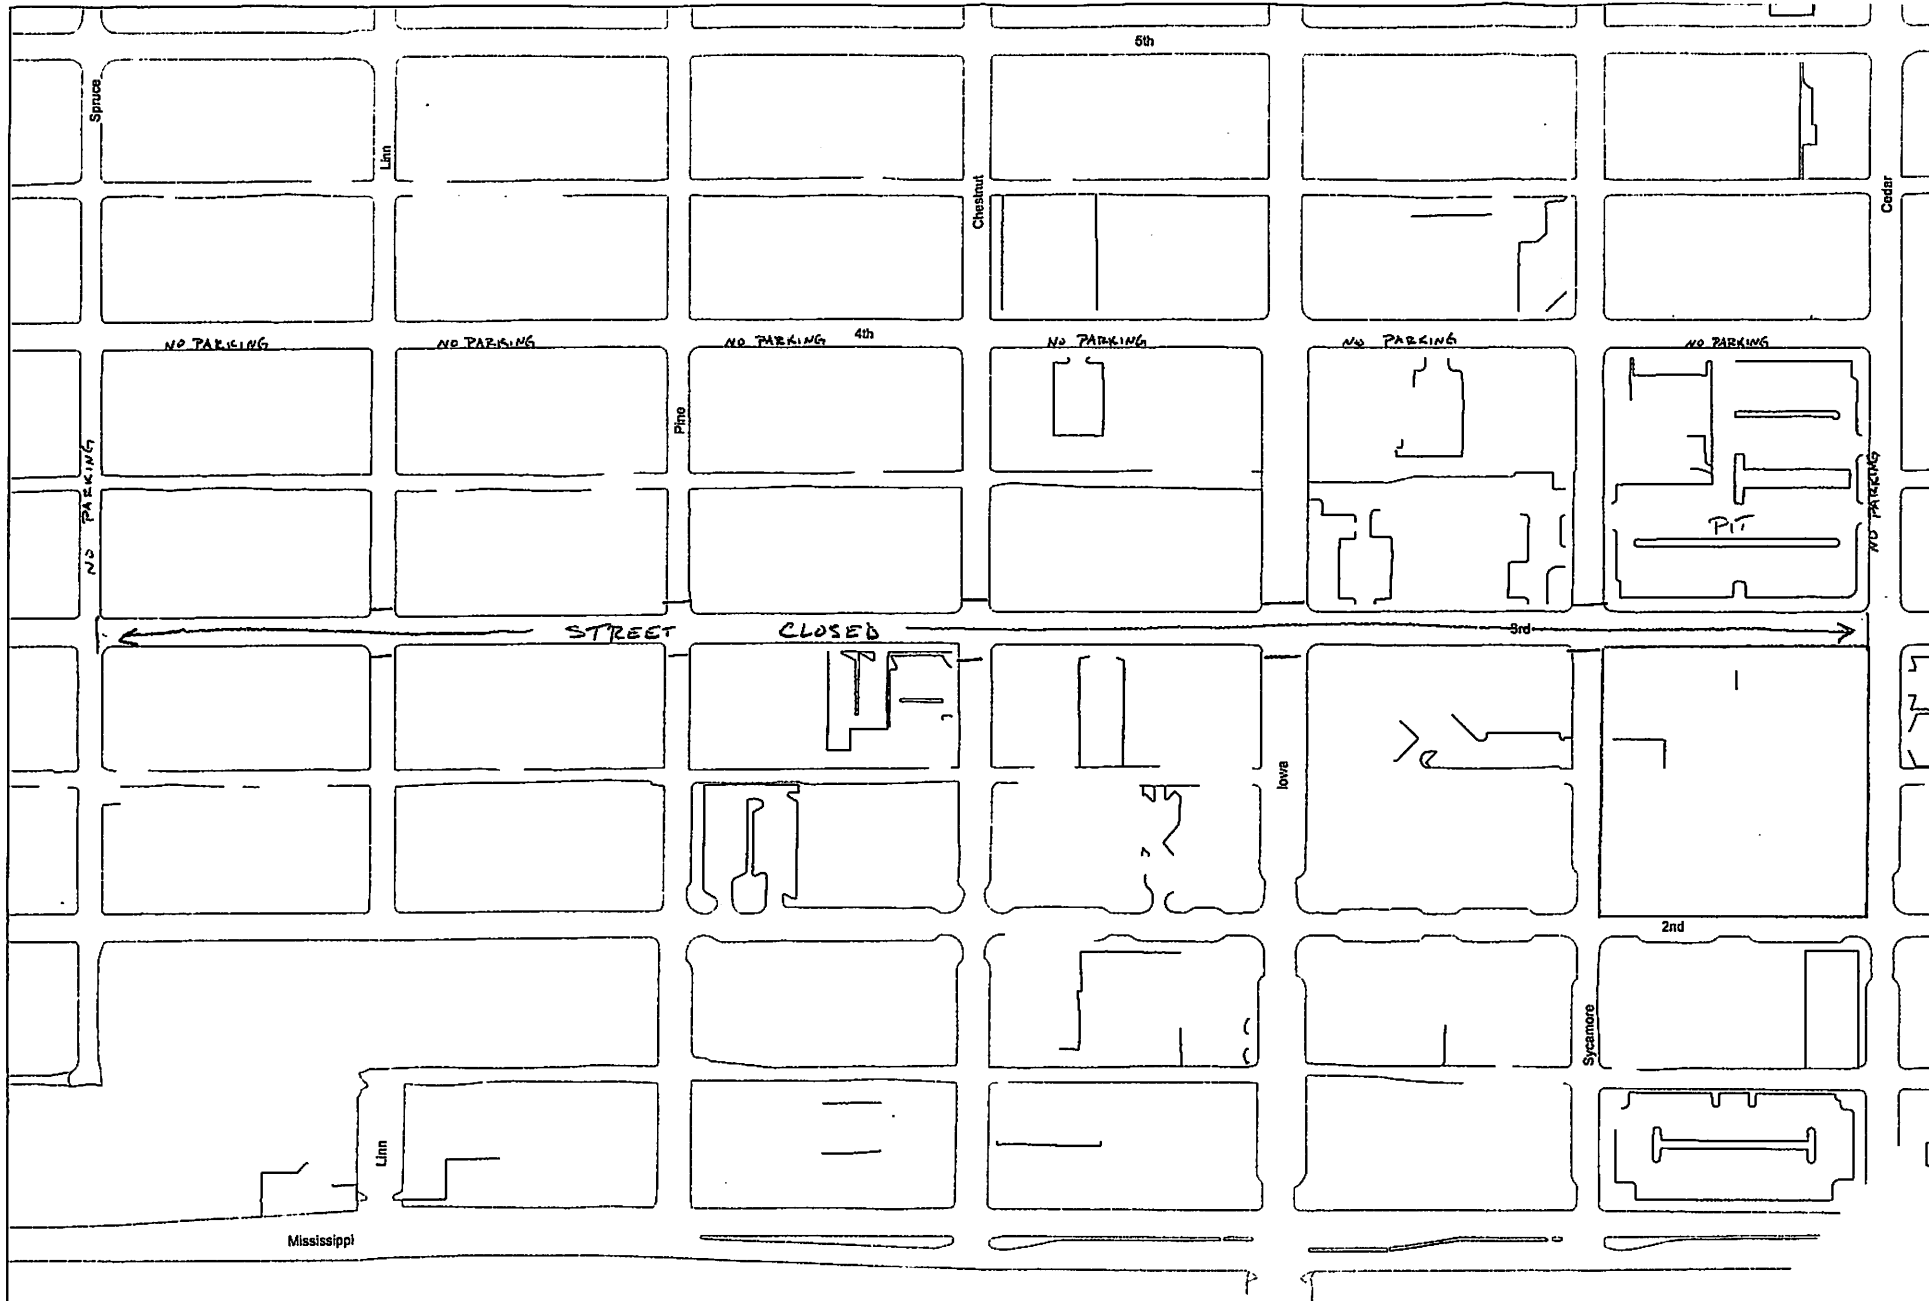 5th
Spruce
Linn
Chestnut
Cedar
4th
NO PARKING
NO PARKING
NO PARKING
NO PARKING
NO PARKING
NO PARKING
Pine
NO PARKING
NO PARKING
PIT
STREET CLOSED
3rd
Iowa
2nd
Sycamore
Linn
Mississippi